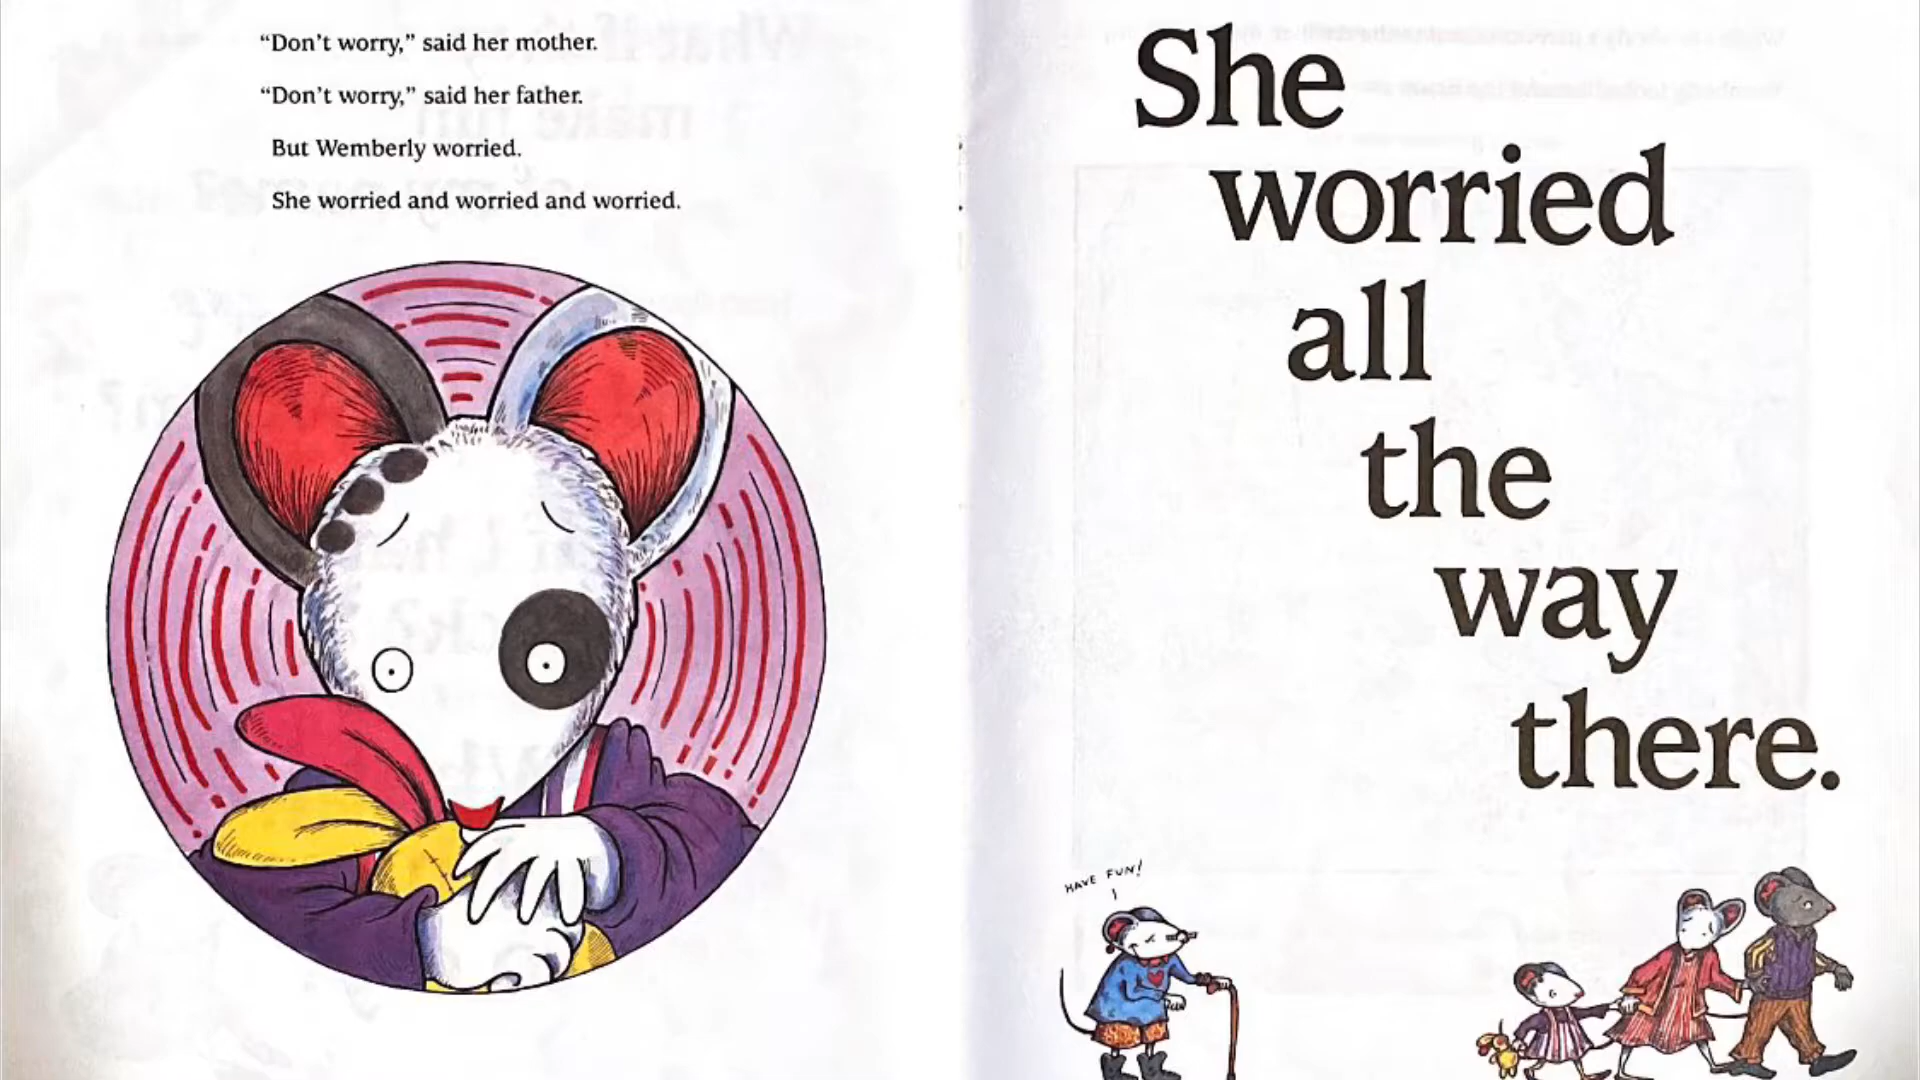 “Don’t worry,” said her mother.
“Don’t worry,” said her father.
But Wemberly worried.
She worried and worried and worried.
She
worried
all
the
way
there.
HAVE FUN!